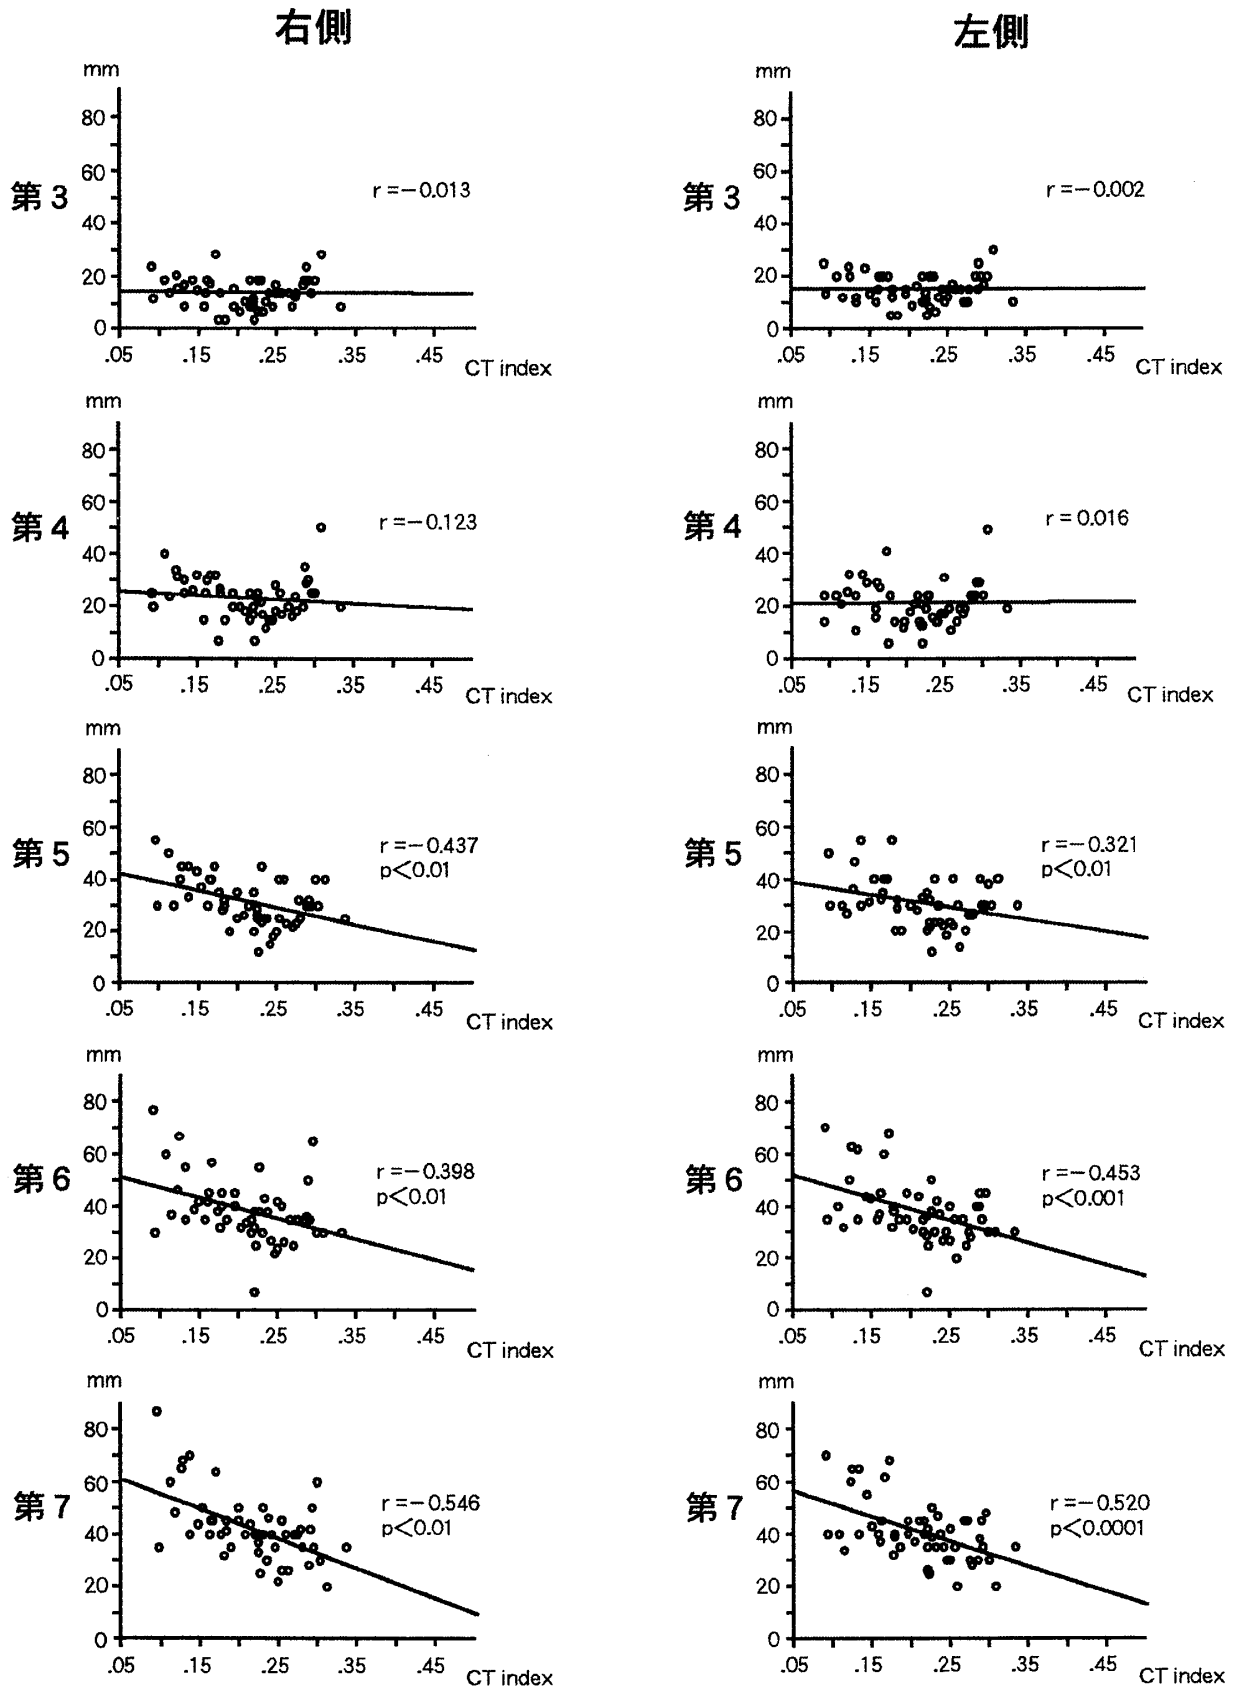 右側
mm
80
60
40
20
0
第3
r=-0.013
.05 .15 .25 .35 .45
CT index
左側
mm
80
60
40
20
0
第3
r=-0.002
.05 .15 .25 .35 .45
CT index
mm
80
60
40
20
0
第4
r=-0.123
.05 .15 .25 .35 .45
CT index
mm
80
60
40
20
0
第4
r=0.016
.05 .15 .25 .35 .45
CT index
mm
80
60
40
20
0
第5
r=-0.437
p<0.01
.05 .15 .25 .35 .45
CT index
mm
80
60
40
20
0
第5
r=-0.321
p<0.01
.05 .15 .25 .35 .45
CT index
mm
80
60
40
20
0
第6
r=-0.398
p<0.01
.05 .15 .25 .35 .45
CT index
mm
80
60
40
20
0
第6
r=-0.453
p<0.001
.05 .15 .25 .35 .45
CT index
mm
80
60
40
20
0
第7
r=-0.546
p<0.01
.05 .15 .25 .35 .45
CT index
mm
80
60
40
20
0
第7
r=-0.520
p<0.0001
.05 .15 .25 .35 .45
CT index